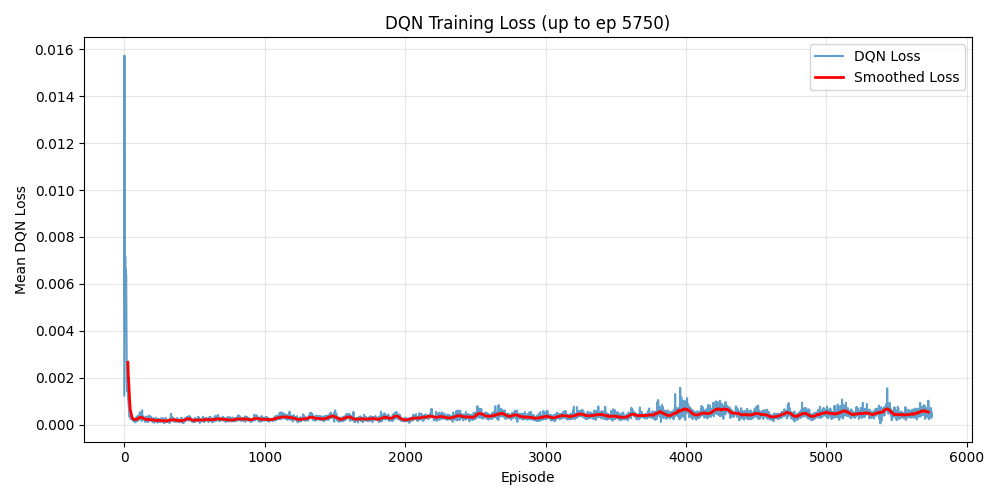 DQN Training Loss (up to ep 5750)
DQN Loss
Smoothed Loss
Mean DQN Loss
0.016
0.014
0.012
0.010
0.008
0.006
0.004
0.002
0.000
0 1000 2000 3000 4000 5000 6000
Episode